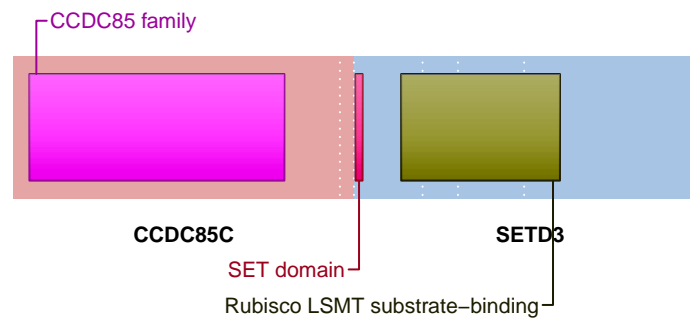 CCDC85 family
CCDC85C
SETD3
SET domain
Rubisco LSMT substrate−binding